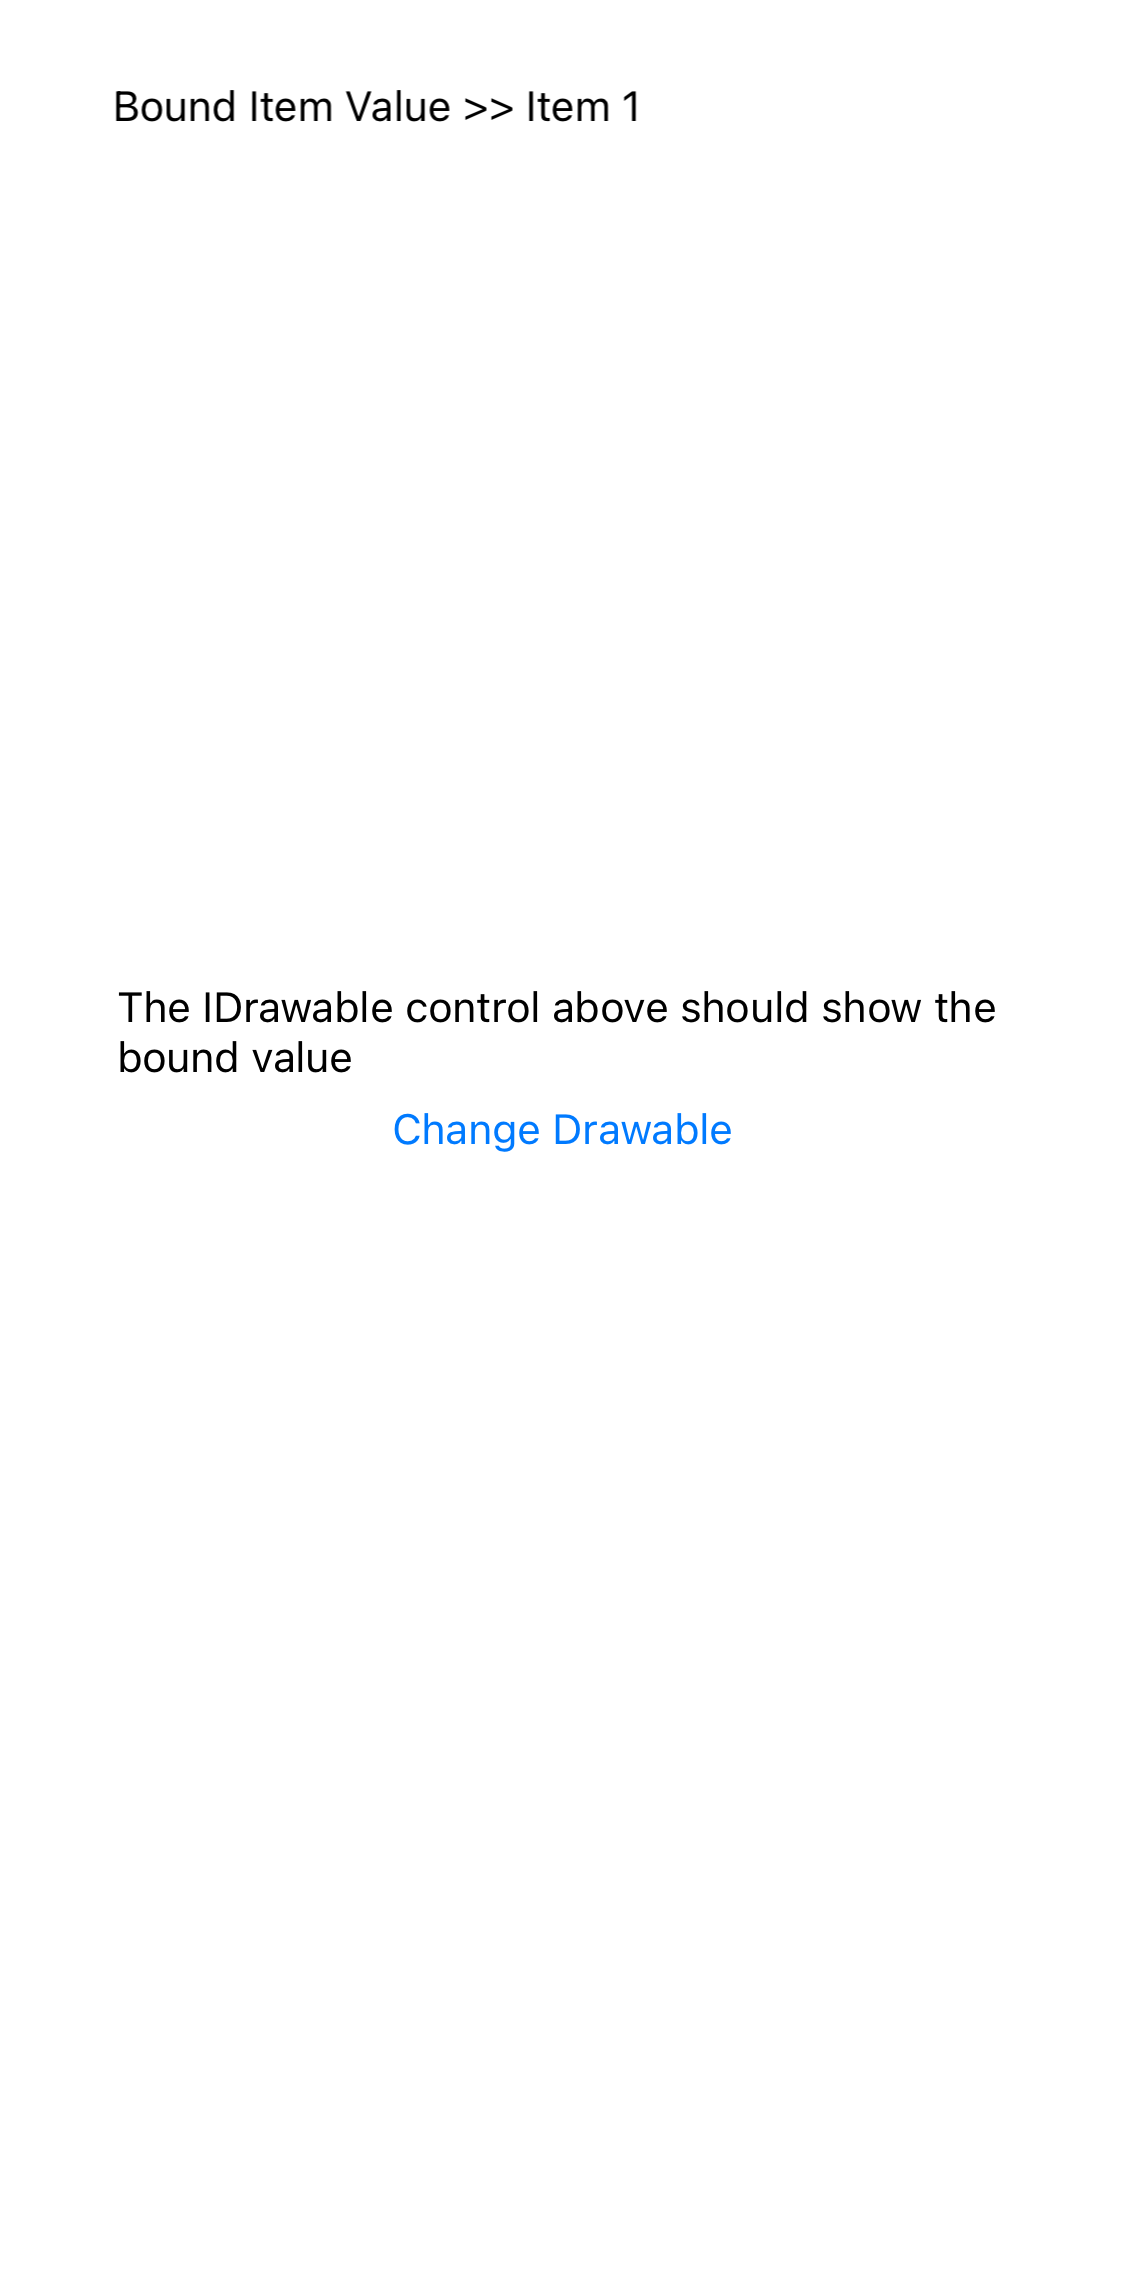 Bound Item Value >> Item 1
The IDrawable control above should show the
bound value
Change Drawable